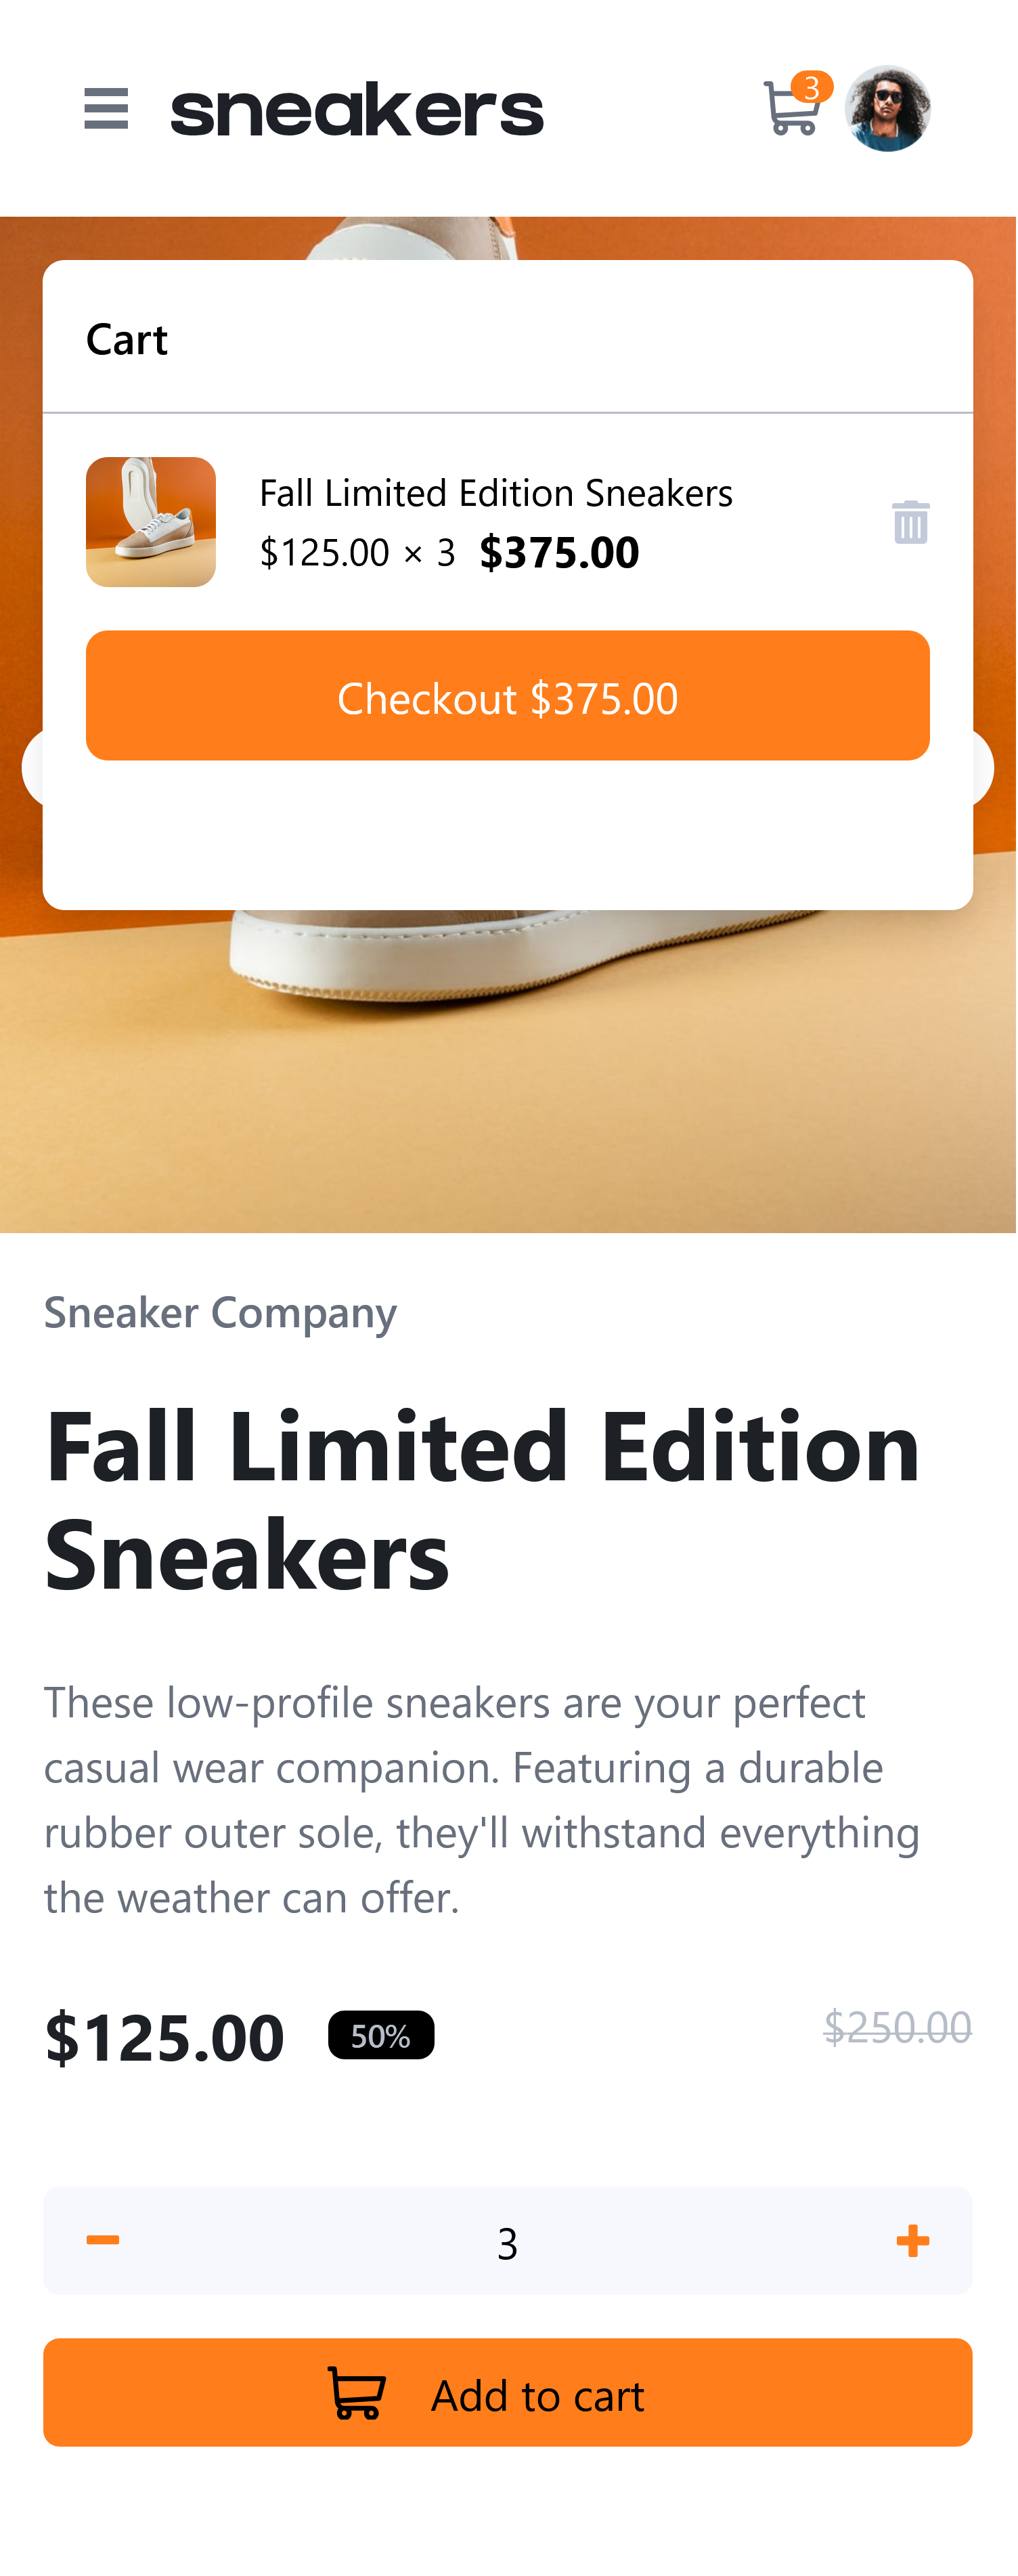 sneakers
3
Cart
Fall Limited Edition Sneakers
$125.00 × 3 $375.00
Checkout $375.00
Sneaker Company
Fall Limited Edition
Sneakers
These low-profile sneakers are your perfect
casual wear companion. Featuring a durable
rubber outer sole, they'll withstand everything
the weather can offer.
$125.00 50% $250.00
3
Add to cart